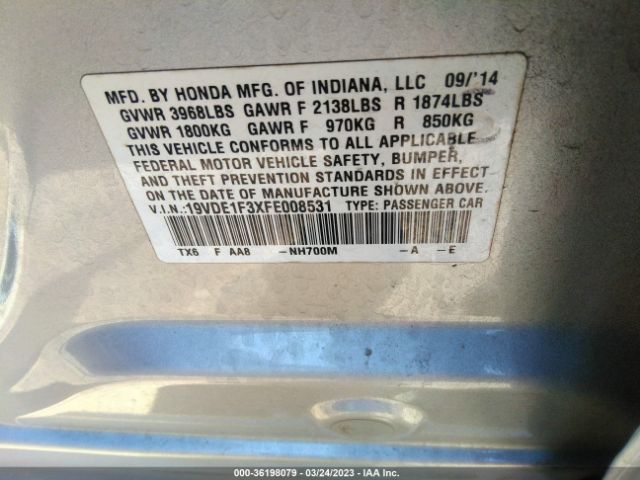 MFD. BY HONDA MFG. OF INDIANA, LLC 09/'14
GVWR 3968LBS GAWR F 2138LBS R 1874LBS
GVWR 1800KG GAWR F 970KG R 850KG
THIS VEHICLE CONFORMS TO ALL APPLICABLE
FEDERAL MOTOR VEHICLE SAFETY, BUMPER,
AND THEFT PREVENTION STANDARDS IN EFFECT
ON THE DATE OF MANUFACTURE SHOWN ABOVE.
V.I.N.:19VDE1F3XFE008531 TYPE: PASSENGER CAR
TX6 F AA8 -NH700M -A -E
000-36198079 - 03/24/2023 - IAA Inc.